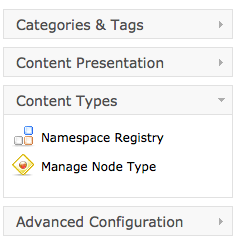 Categories & Tags
Content Presentation
Content Types
Namespace Registry
Manage Node Type
Advanced Configuration